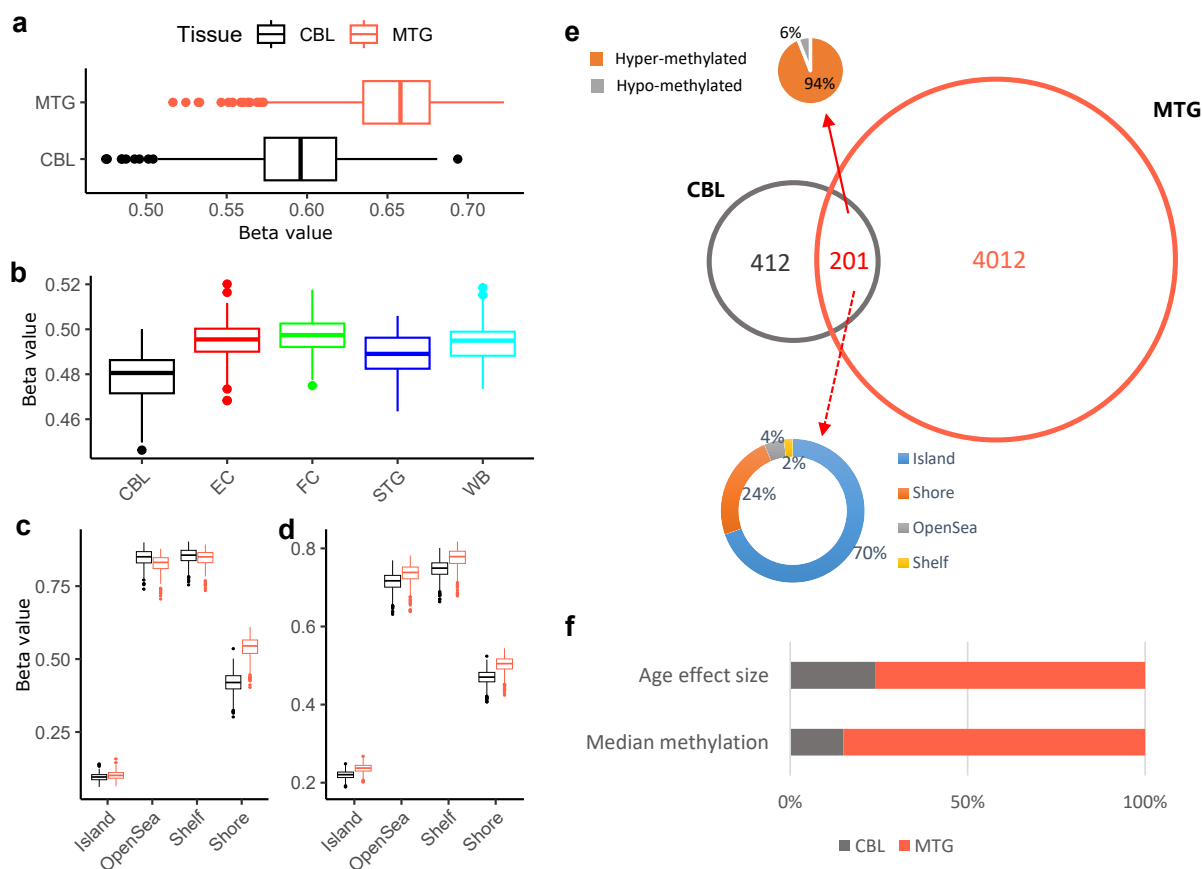 a
Tissue CBL MTG
MTG
CBL
0.50 0.55 0.60 0.65 0.70
Beta value
b
0.52
0.50
0.48
0.46
Beta value
CBL EC FC STG WB
c
0.75
0.50
0.25
Beta value
Island OpenSea Shelf Shore
d
0.8
0.6
0.4
0.2
Island OpenSea Shelf Shore
e
Hyper-methylated
Hypo-methylated
6%
94%
MTG
CBL
412 201 4012
4%
2%
24%
70%
Island
Shore
OpenSea
Shelf
f
Age effect size
Median methylation
0% 50% 100%
CBL MTG